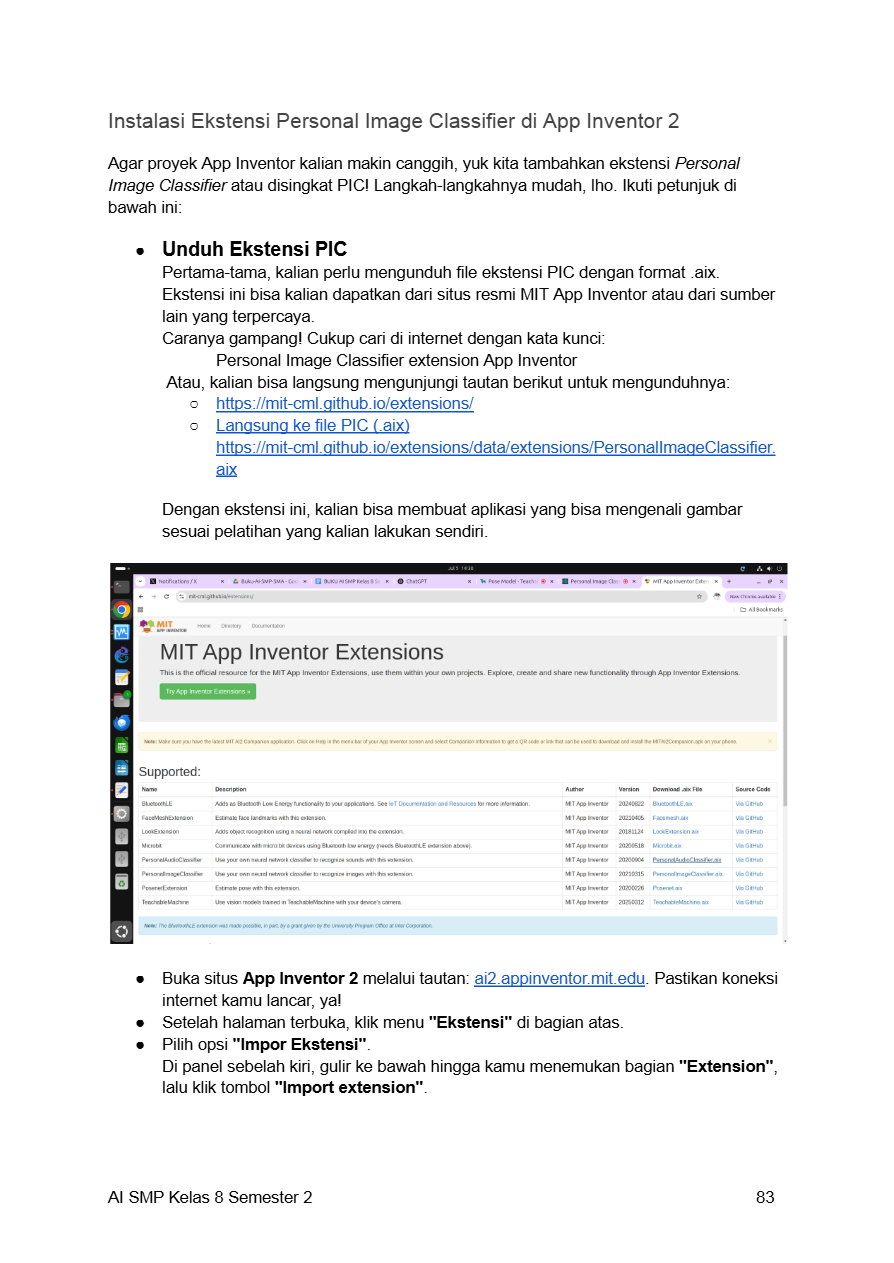 Instalasi Ekstensi Personal Image Classifier di App Inventor 2
Agar proyek App Inventor kalian makin canggih, yuk kita tambahkan ekstensi Personal
Image Classifier atau disingkat PIC! Langkah-langkahnya mudah, lho. Ikuti petunjuk di
bawah ini:
● Unduh Ekstensi PIC
Pertama-tama, kalian perlu mengunduh file ekstensi PIC dengan format .aix.
Ekstensi ini bisa kalian dapatkan dari situs resmi MIT App Inventor atau dari sumber
lain yang terpercaya.
Caranya gampang! Cukup cari di internet dengan kata kunci:
Personal Image Classifier extension App Inventor
Atau, kalian bisa langsung mengunjungi tautan berikut untuk mengunduhnya:
○ https://mit-cml.github.io/extensions/
○ Langsung ke file PIC (.aix)
https://mit-cml.github.io/extensions/data/extensions/PersonalImageClassifier.
aix
Dengan ekstensi ini, kalian bisa membuat aplikasi yang bisa mengenali gambar
sesuai pelatihan yang kalian lakukan sendiri.
Notifications / X Buku-AI-SMP-SMA - Goo BUKU AI SMP Kelas 8 S ChatGPT Pose Model - Teach Personal Image Clas MIT App Inventor Exten
mit-cml.github.io/extensions/ New Chrome available
All Bookmarks
MIT APP INVENTOR Home Directory Documentation
MIT App Inventor Extensions
This is the official resource for the MIT App Inventor Extensions, use them within your own projects. Explore, create and share new functionality through App Inventor Extensions.
Try App Inventor Extensions »
Note: Make sure you have the latest MIT AI2 Companion application. Click on Help in the menu bar of your App Inventor screen and select Companion Information to get a QR code or link that can be used to download and install the MITAI2Companion.apk on your phone.
Supported:
Name Description Author Version Download .aix File Source Code
BluetoothLE Adds as Bluetooth Low Energy functionality to your applications. See IoT Documentation and Resources for more information. MIT App Inventor 20240822 BluetoothLE.aix Via GitHub
FaceMeshExtension Estimate face landmarks with this extension. MIT App Inventor 20210405 Facemesh.aix Via GitHub
LookExtension Adds object recognition using a neural network compiled into the extension. MIT App Inventor 20181124 LookExtension.aix Via GitHub
Microbit Communicate with micro:bit devices using Bluetooth low energy (needs BluetoothLE extension above). MIT App Inventor 20200518 Microbit.aix Via GitHub
PersonalAudioClassifier Use your own neural network classifier to recognize sounds with this extension. MIT App Inventor 20200904 PersonalAudioClassifier.aix Via GitHub
PersonalImageClassifier Use your own neural network classifier to recognize images with this extension. MIT App Inventor 20210315 PersonalImageClassifier.aix Via GitHub
PosenetExtension Estimate pose with this extension. MIT App Inventor 20200226 Posenet.aix Via GitHub
TeachableMachine Use vision models trained in TeachableMachine with your device's camera. MIT App Inventor 20250312 TeachableMachine.aix Via GitHub
Note: The BluetoothLE extension was made possible, in part, by a grant given by the University Program Office at Intel Corporation.
● Buka situs App Inventor 2 melalui tautan: ai2.appinventor.mit.edu. Pastikan koneksi
internet kamu lancar, ya!
● Setelah halaman terbuka, klik menu "Ekstensi" di bagian atas.
● Pilih opsi "Impor Ekstensi".
Di panel sebelah kiri, gulir ke bawah hingga kamu menemukan bagian "Extension",
lalu klik tombol "Import extension".
AI SMP Kelas 8 Semester 2 83